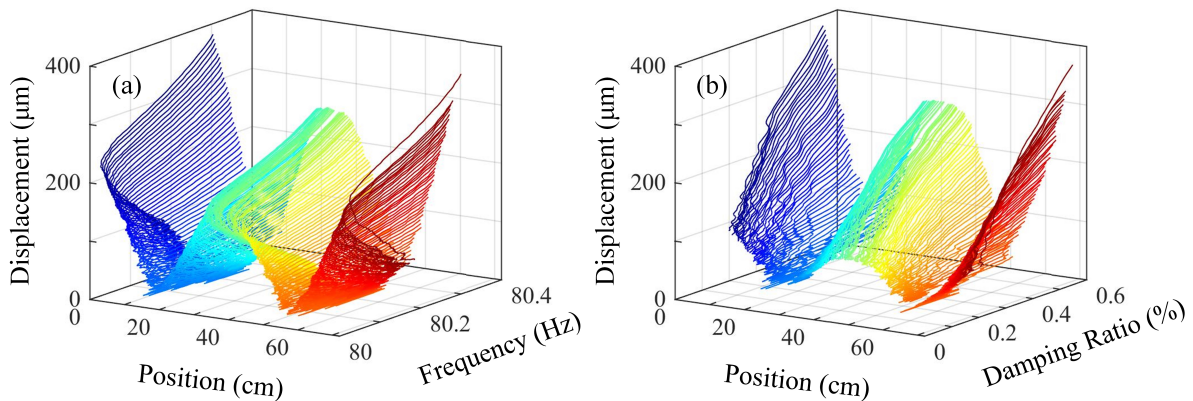 (a)
Displacement (μm)
400
200
0
0
20
40
60
Position (cm)
80
80.2
80.4
Frequency (Hz)
(b)
Displacement (μm)
400
200
0
0
20
40
60
Position (cm)
0
0.2
0.4
0.6
Damping Ratio (%)